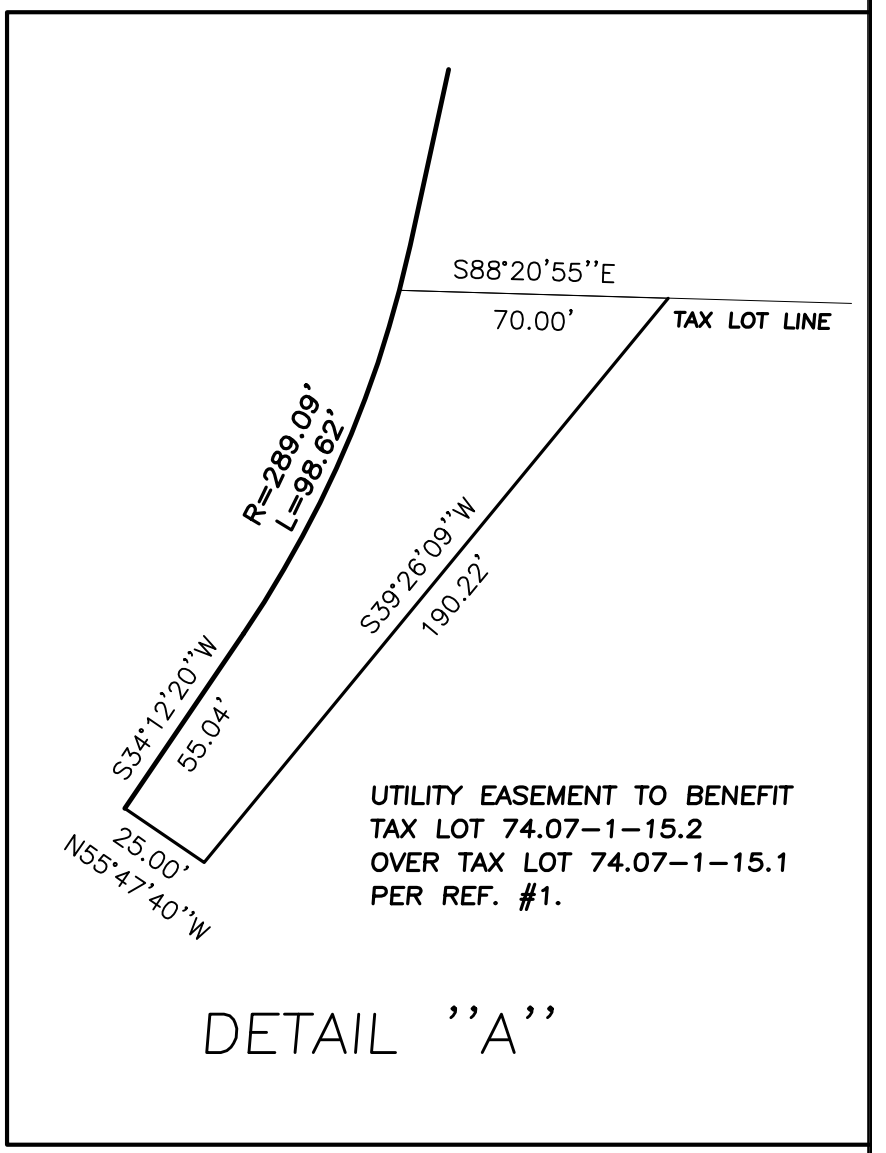 S88°20'55''E
70.00'
TAX LOT LINE
R=289.09'
L=98.62'
S39°26'09''W
190.22'
S34°12'20''W
55.04'
25.00'
N55°47'40''W
UTILITY EASEMENT TO BENEFIT
TAX LOT 74.07-1-15.2
OVER TAX LOT 74.07-1-15.1
PER REF. #1.
DETAIL ''A''